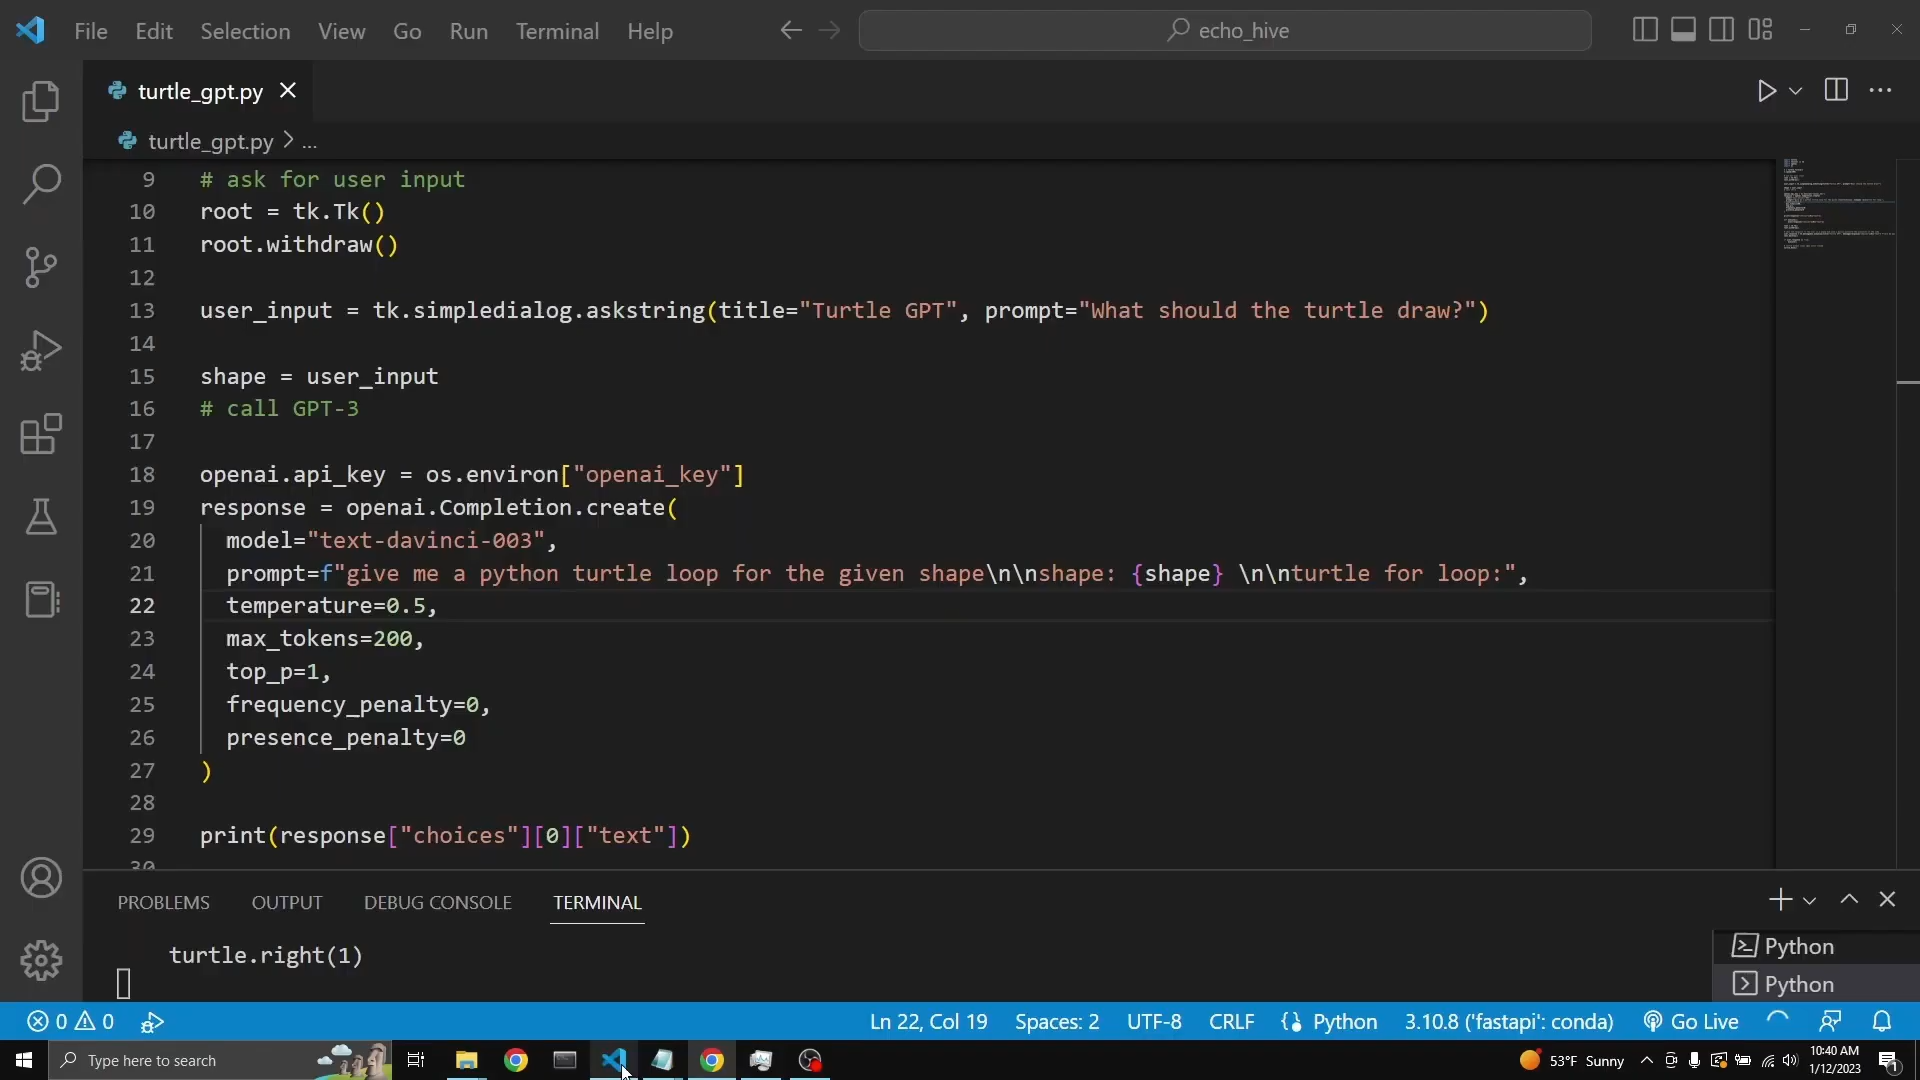 File Edit Selection View Go Run Terminal Help
echo_hive
turtle_gpt.py
turtle_gpt.py > ...
9 # ask for user input
10 root = tk.Tk()
11 root.withdraw()
12
13 user_input = tk.simpledialog.askstring(title="Turtle GPT", prompt="What should the turtle draw?")
14
15 shape = user_input
16 # call GPT-3
17
18 openai.api_key = os.environ["openai_key"]
19 response = openai.Completion.create(
20 model="text-davinci-003",
21 prompt=f"give me a python turtle loop for the given shape\n\nshape: {shape} \n\nturtle for loop:",
22 temperature=0.5,
23 max_tokens=200,
24 top_p=1,
25 frequency_penalty=0,
26 presence_penalty=0
27 )
28
29 print(response["choices"][0]["text"])
30
PROBLEMS OUTPUT DEBUG CONSOLE TERMINAL
turtle.right(1)
Python
Python
0 0 Ln 22, Col 19 Spaces: 2 UTF-8 CRLF Python 3.10.8 ('fastapi': conda) Go Live
Type here to search
53°F Sunny
10:40 AM
1/12/2023
1